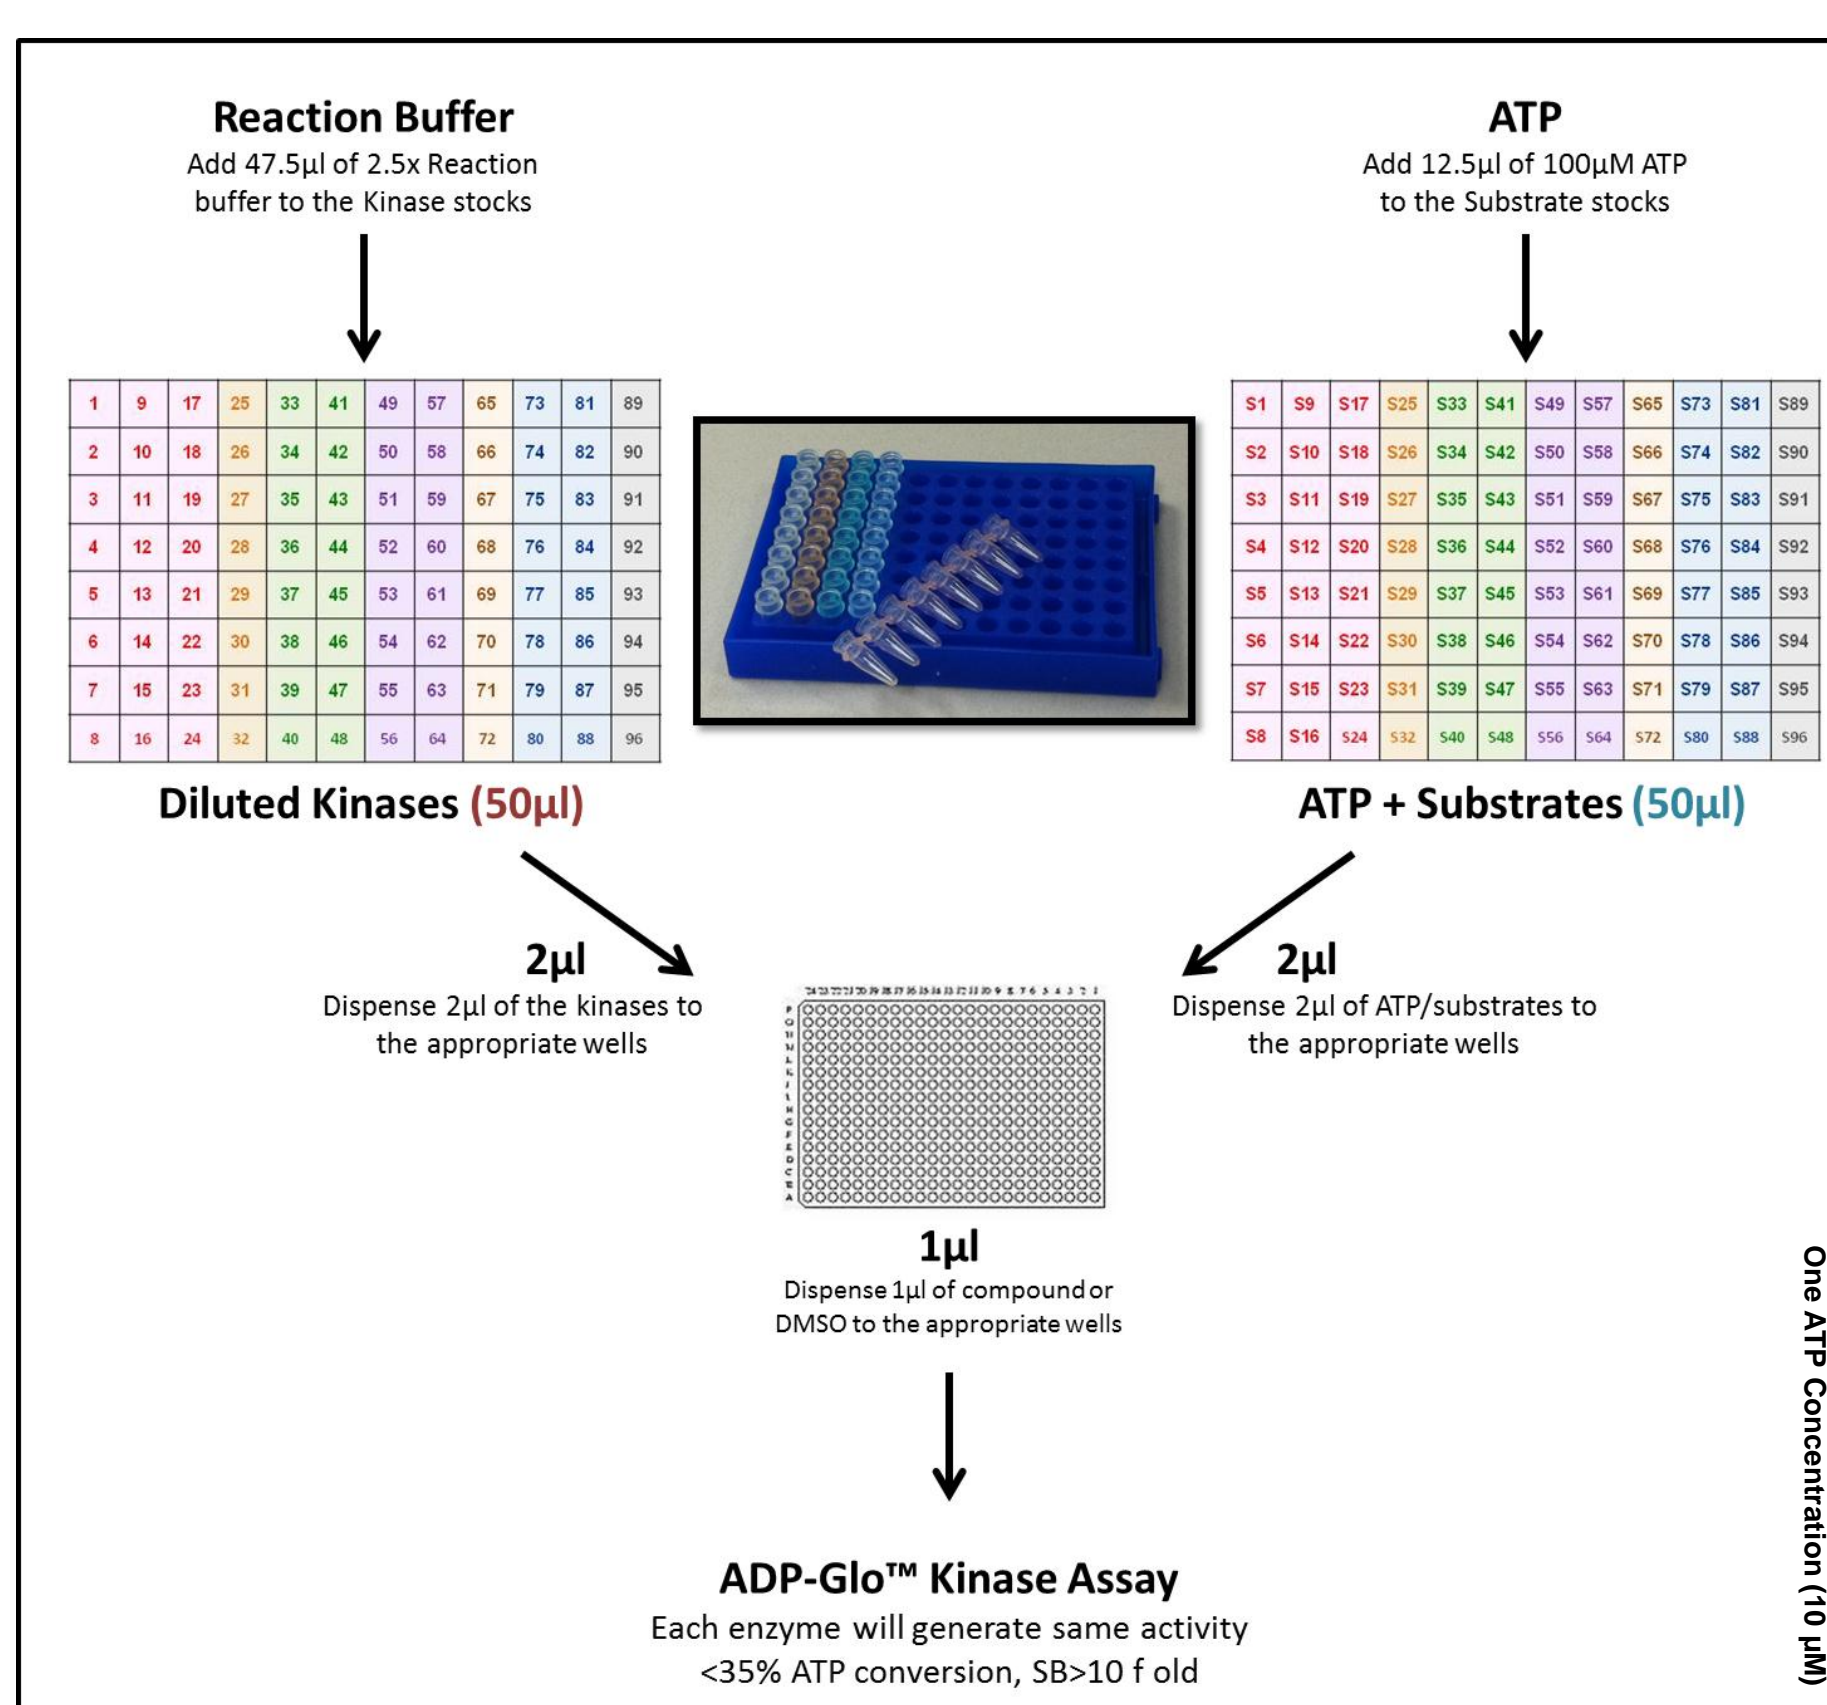 Reaction Buffer
Add 47.5µl of 2.5x Reaction
buffer to the Kinase stocks
ATP
Add 12.5µl of 100µM ATP
to the Substrate stocks
1 9 17 25 33 41 49 57 65 73 81 89
2 10 18 26 34 42 50 58 66 74 82 90
3 11 19 27 35 43 51 59 67 75 83 91
4 12 20 28 36 44 52 60 68 76 84 92
5 13 21 29 37 45 53 61 69 77 85 93
6 14 22 30 38 46 54 62 70 78 86 94
7 15 23 31 39 47 55 63 71 79 87 95
8 16 24 32 40 48 56 64 72 80 88 96
Diluted Kinases (50µl)
S1 S9 S17 S25 S33 S41 S49 S57 S65 S73 S81 S89
S2 S10 S18 S26 S34 S42 S50 S58 S66 S74 S82 S90
S3 S11 S19 S27 S35 S43 S51 S59 S67 S75 S83 S91
S4 S12 S20 S28 S36 S44 S52 S60 S68 S76 S84 S92
S5 S13 S21 S29 S37 S45 S53 S61 S69 S77 S85 S93
S6 S14 S22 S30 S38 S46 S54 S62 S70 S78 S86 S94
S7 S15 S23 S31 S39 S47 S55 S63 S71 S79 S87 S95
S8 S16 S24 S32 S40 S48 S56 S64 S72 S80 S88 S96
ATP + Substrates (50µl)
2µl
Dispense 2µl of the kinases to
the appropriate wells
2µl
Dispense 2µl of ATP/substrates to
the appropriate wells
1µl
Dispense 1µl of compound or
DMSO to the appropriate wells
ADP-Glo™ Kinase Assay
Each enzyme will generate same activity
<35% ATP conversion, SB>10 f old
One ATP Concentration (10 µM)